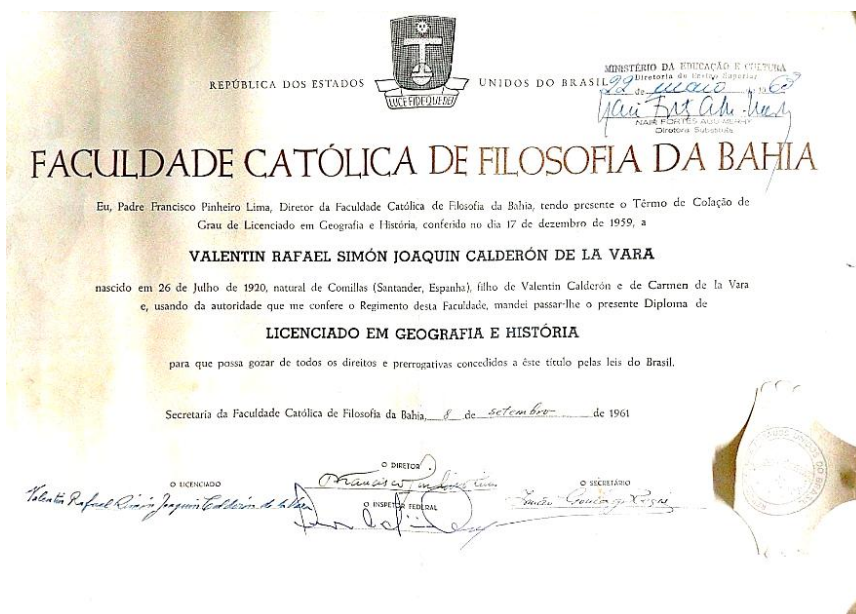 REPÚBLICA DOS ESTADOS UNIDOS DO BRASIL
LUCE FIDEQUE DEI
MINISTÉRIO DA EDUCAÇÃO E CULTURA
Diretoria do Ensino Superior
22 de maio de 1963
NAIR FORTES ABU-MERHY
Diretora Substituta
FACULDADE CATÓLICA DE FILOSOFIA DA BAHIA
Eu, Padre Francisco Pinheiro Lima, Diretor da Faculdade Católica de Filosofia da Bahia, tendo presente o Têrmo de Colação de
Grau de Licenciado em Geografia e História, conferido no dia 17 de dezembro de 1959, a
VALENTIN RAFAEL SIMÓN JOAQUIN CALDERÓN DE LA VARA
nascido em 26 de Julho de 1920, natural de Comillas (Santander, Espanha), filho de Valentin Calderón e de Carmen de la Vara
e, usando da autoridade que me confere o Regimento desta Faculdade, mandei passar-lhe o presente Diploma de
LICENCIADO EM GEOGRAFIA E HISTÓRIA
para que possa gozar de todos os direitos e prerrogativas concedidos a êste título pelas leis do Brasil.
Secretaria da Faculdade Católica de Filosofia da Bahia, 8 de setembro de 1961
O LICENCIADO
Valentin Rafael Simón Joaquin Calderón de la Vara
O DIRETOR
Francisco Pinheiro Lima
O INSPETOR FEDERAL
O SECRETÁRIO